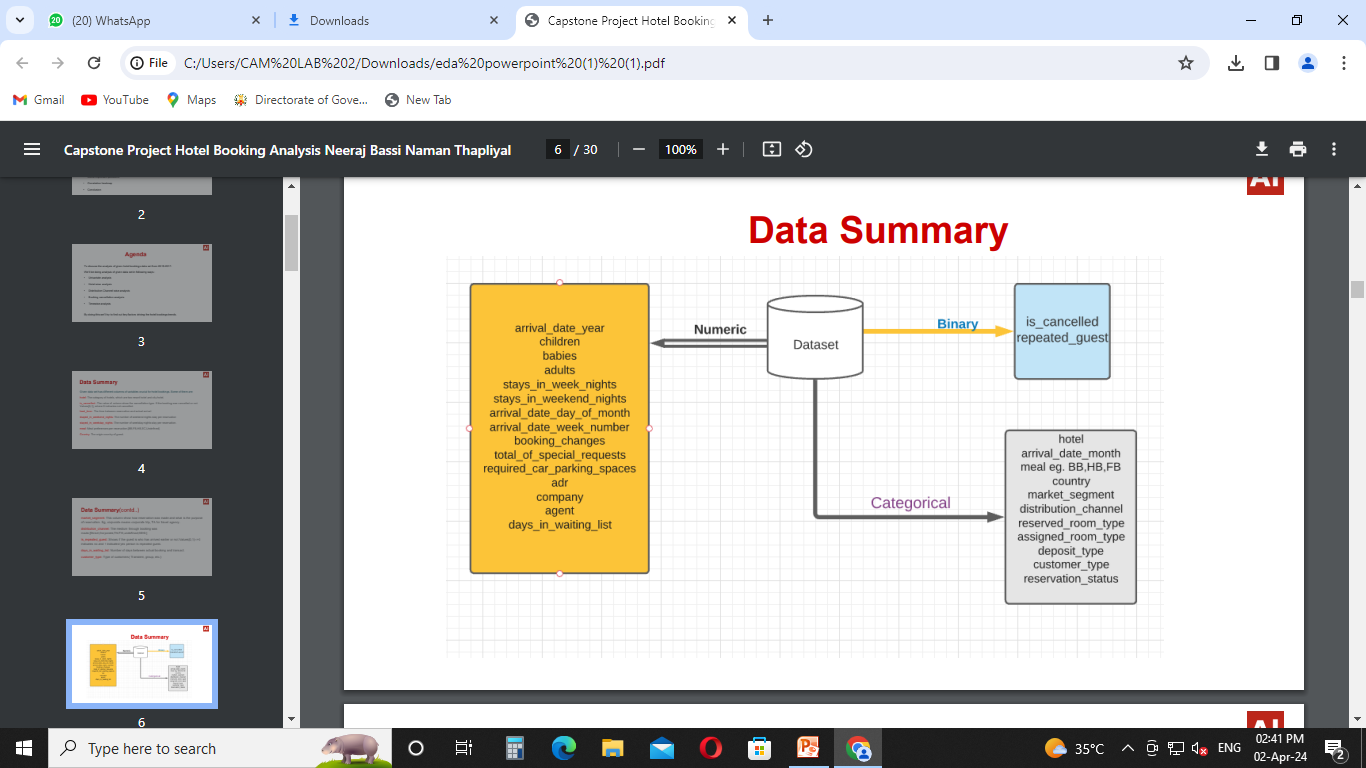 20
(20) WhatsApp
Downloads
Capstone Project Hotel Booking
File
C:/Users/CAM%20LAB%202/Downloads/eda%20powerpoint%20(1)%20(1).pdf
Gmail
YouTube
Maps
Directorate of Gove...
New Tab
Capstone Project Hotel Booking Analysis Neeraj Bassi Naman Thapliyal
6 / 30
100%
2
Agenda
3
Data Summary
4
Data Summary(contd..)
5
Data Summary
6
AI
Data Summary
arrival_date_year
children
babies
adults
stays_in_week_nights
stays_in_weekend_nights
arrival_date_day_of_month
arrival_date_week_number
booking_changes
total_of_special_requests
required_car_parking_spaces
adr
company
agent
days_in_waiting_list
Numeric
Dataset
Binary
is_cancelled
repeated_guest
Categorical
hotel
arrival_date_month
meal eg. BB,HB,FB
country
market_segment
distribution_channel
reserved_room_type
assigned_room_type
deposit_type
customer_type
reservation_status
AI
Type here to search
35°C
ENG
02:41 PM
02-Apr-24
2